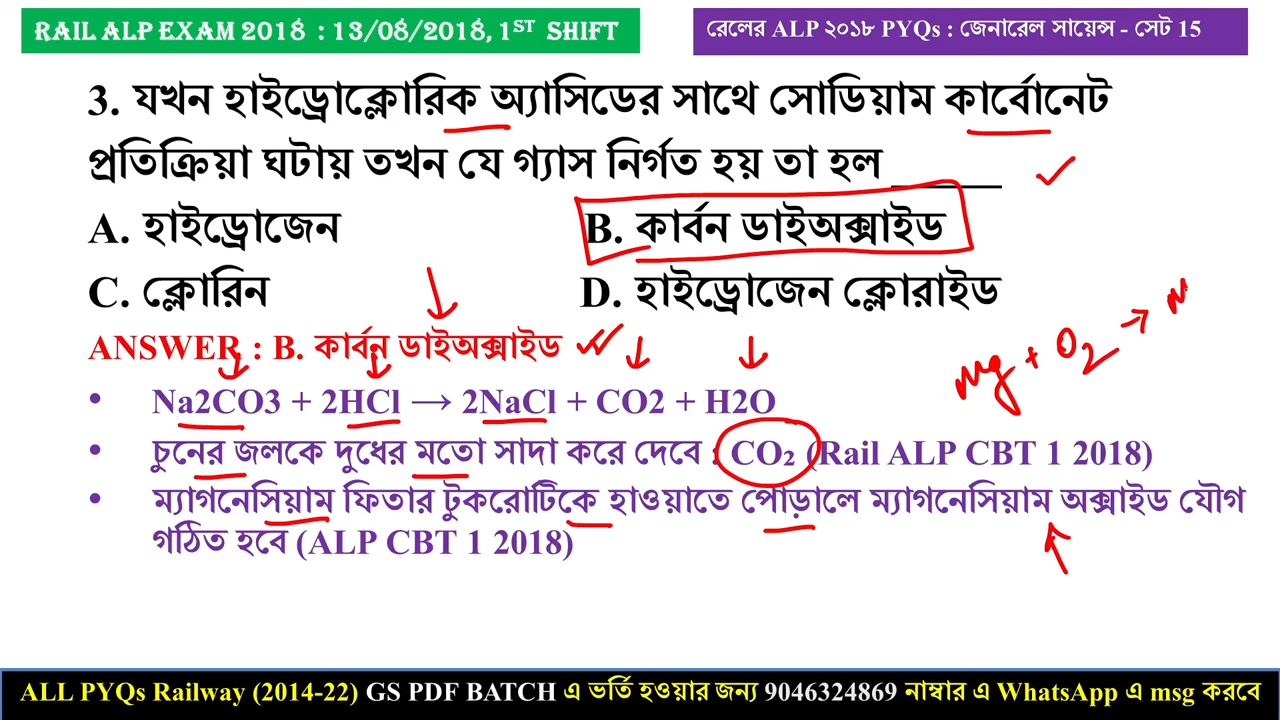 RAIL ALP EXAM 2018 : 13/08/2018, 1ST SHIFT
রেলের ALP ২০১৮ PYQs : জেনারেল সায়েন্স - সেট 15
3. যখন হাইড্রোক্লোরিক অ্যাসিডের সাথে সোডিয়াম কার্বোনেট
প্রতিক্রিয়া ঘটায় তখন যে গ্যাস নির্গত হয় তা হল ______
A. হাইড্রোজেন B. কার্বন ডাইঅক্সাইড
C. ক্লোরিন D. হাইড্রোজেন ক্লোরাইড
ANSWER : B. কার্বন ডাইঅক্সাইড
• Na2CO3 + 2HCl → 2NaCl + CO2 + H2O
• চুনের জলকে দুধের মতো সাদা করে দেবে : CO₂ (Rail ALP CBT 1 2018)
• ম্যাগনেসিয়াম ফিতার টুকরোটিকে হাওয়াতে পোড়ালে ম্যাগনেসিয়াম অক্সাইড যৌগ
গঠিত হবে (ALP CBT 1 2018)
Mg + O2 →
ALL PYQs Railway (2014-22) GS PDF BATCH এ ভর্তি হওয়ার জন্য 9046324869 নাম্বার এ WhatsApp এ msg করবে